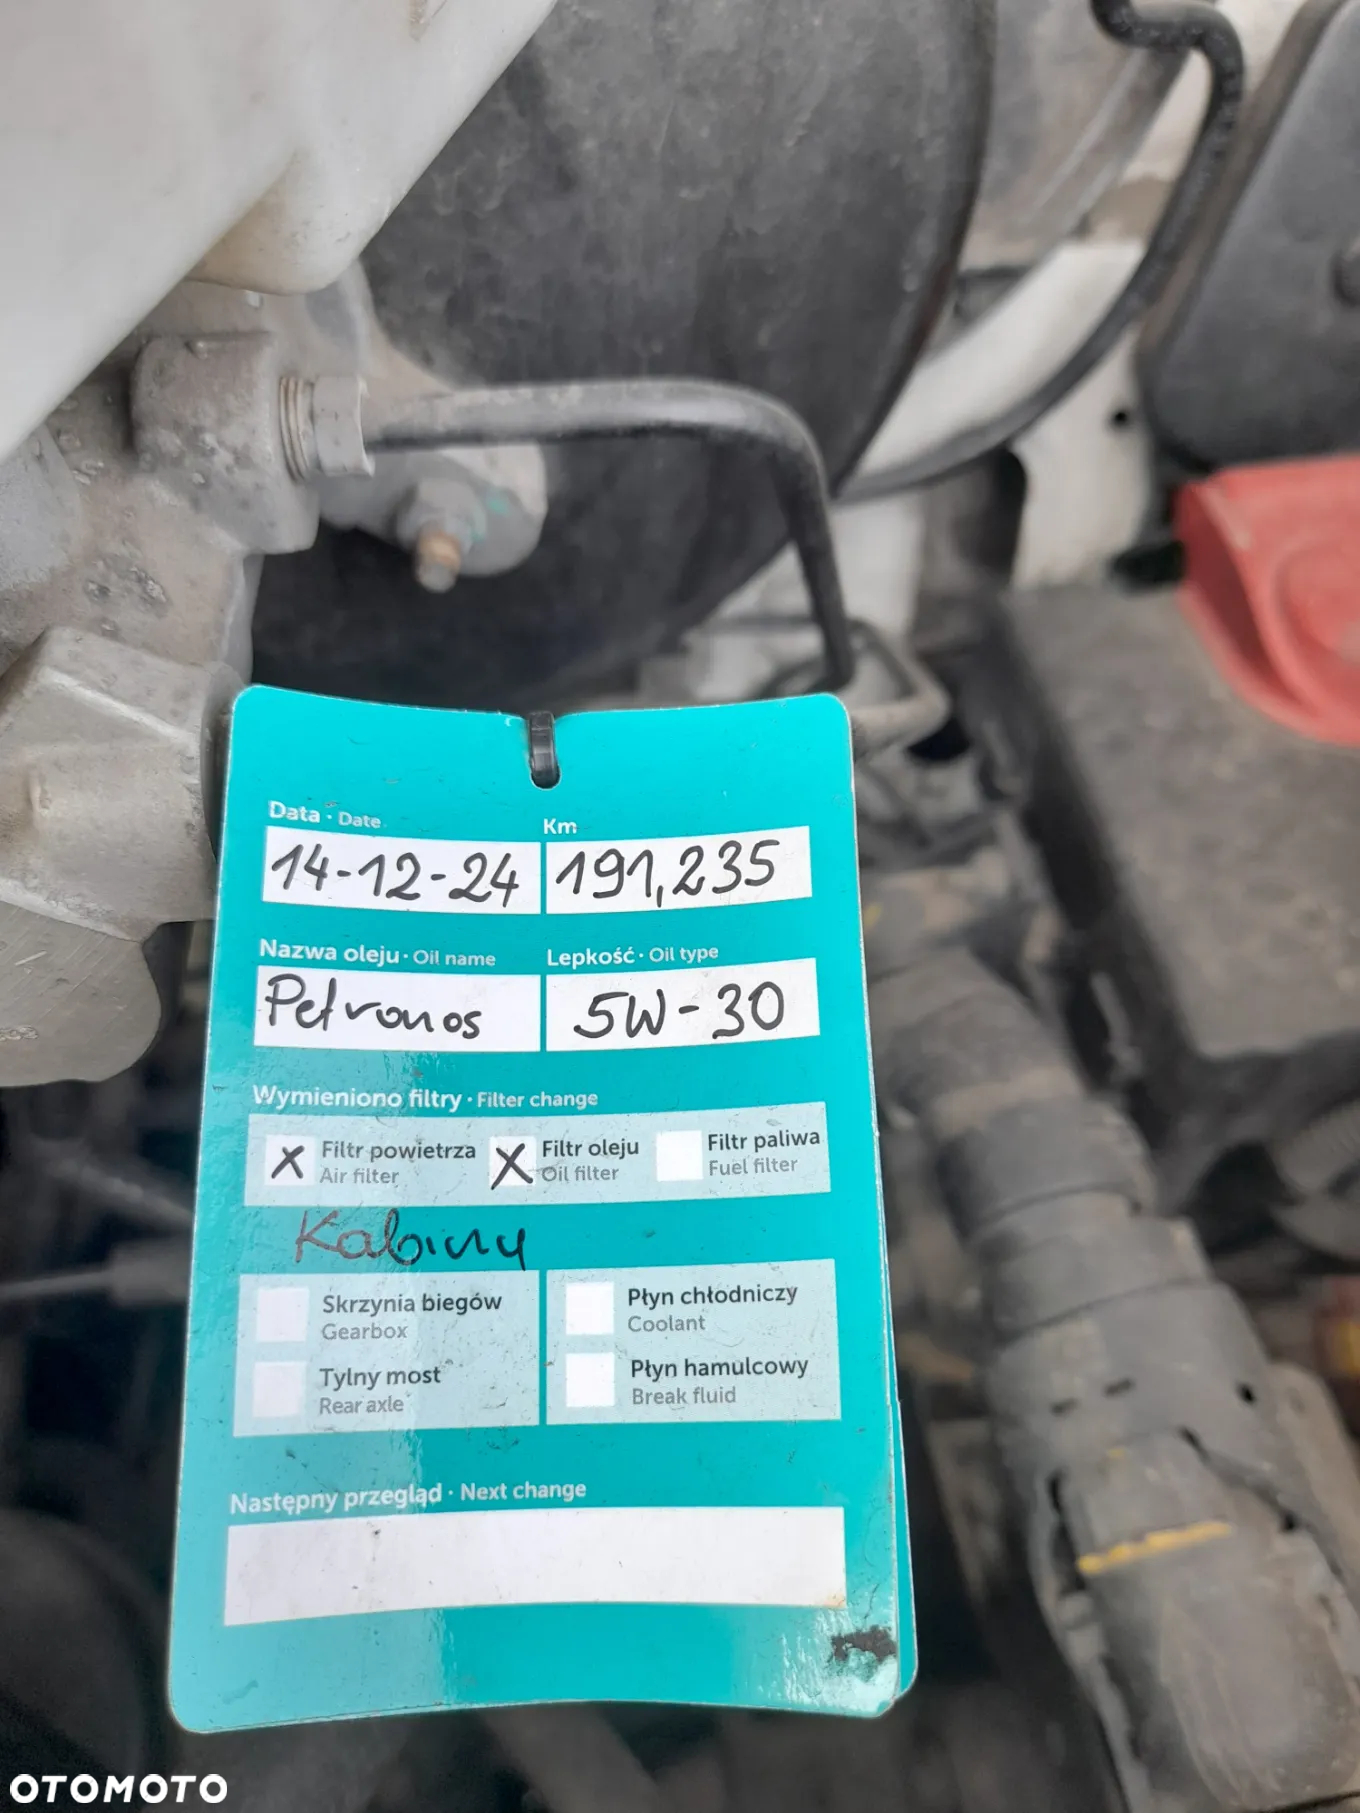 Data · Date Km
14-12-24 191,235
Nazwa oleju · Oil name Lepkość · Oil type
Petronos 5W-30
Wymieniono filtry · Filter change
X Filtr powietrza X Filtr oleju Filtr paliwa
Air filter Oil filter Fuel filter
Kabiny
Skrzynia biegów Płyn chłodniczy
Gearbox Coolant
Tylny most Płyn hamulcowy
Rear axle Break fluid
Następny przegląd · Next change
OTOMOTO